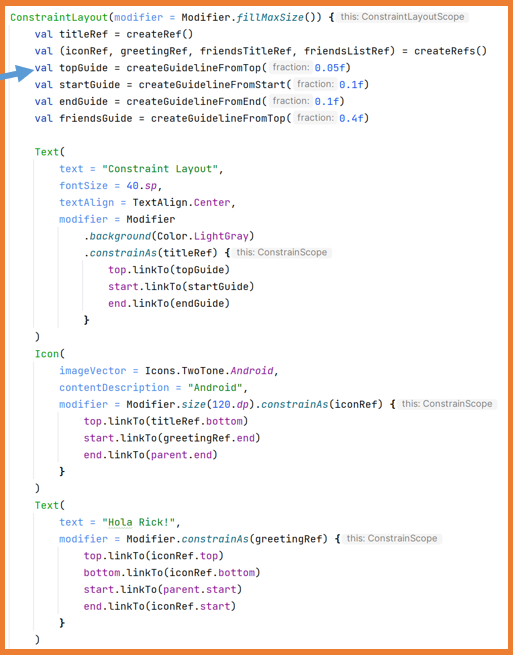 ConstraintLayout(modifier = Modifier.fillMaxSize()) { this: ConstraintLayoutScope
    val titleRef = createRef()
    val (iconRef, greetingRef, friendsTitleRef, friendsListRef) = createRefs()
    val topGuide = createGuidelineFromTop( fraction: 0.05f)
    val startGuide = createGuidelineFromStart( fraction: 0.1f)
    val endGuide = createGuidelineFromEnd( fraction: 0.1f)
    val friendsGuide = createGuidelineFromTop( fraction: 0.4f)

    Text(
        text = "Constraint Layout",
        fontSize = 40.sp,
        textAlign = TextAlign.Center,
        modifier = Modifier
            .background(Color.LightGray)
            .constrainAs(titleRef) { this: ConstrainScope
                top.linkTo(topGuide)
                start.linkTo(startGuide)
                end.linkTo(endGuide)
            }
    )
    Icon(
        imageVector = Icons.TwoTone.Android,
        contentDescription = "Android",
        modifier = Modifier.size(120.dp).constrainAs(iconRef) { this: ConstrainScope
            top.linkTo(titleRef.bottom)
            start.linkTo(greetingRef.end)
            end.linkTo(parent.end)
        }
    )
    Text(
        text = "Hola Rick!",
        modifier = Modifier.constrainAs(greetingRef) { this: ConstrainScope
            top.linkTo(iconRef.top)
            bottom.linkTo(iconRef.bottom)
            start.linkTo(parent.start)
            end.linkTo(iconRef.start)
        }
    )